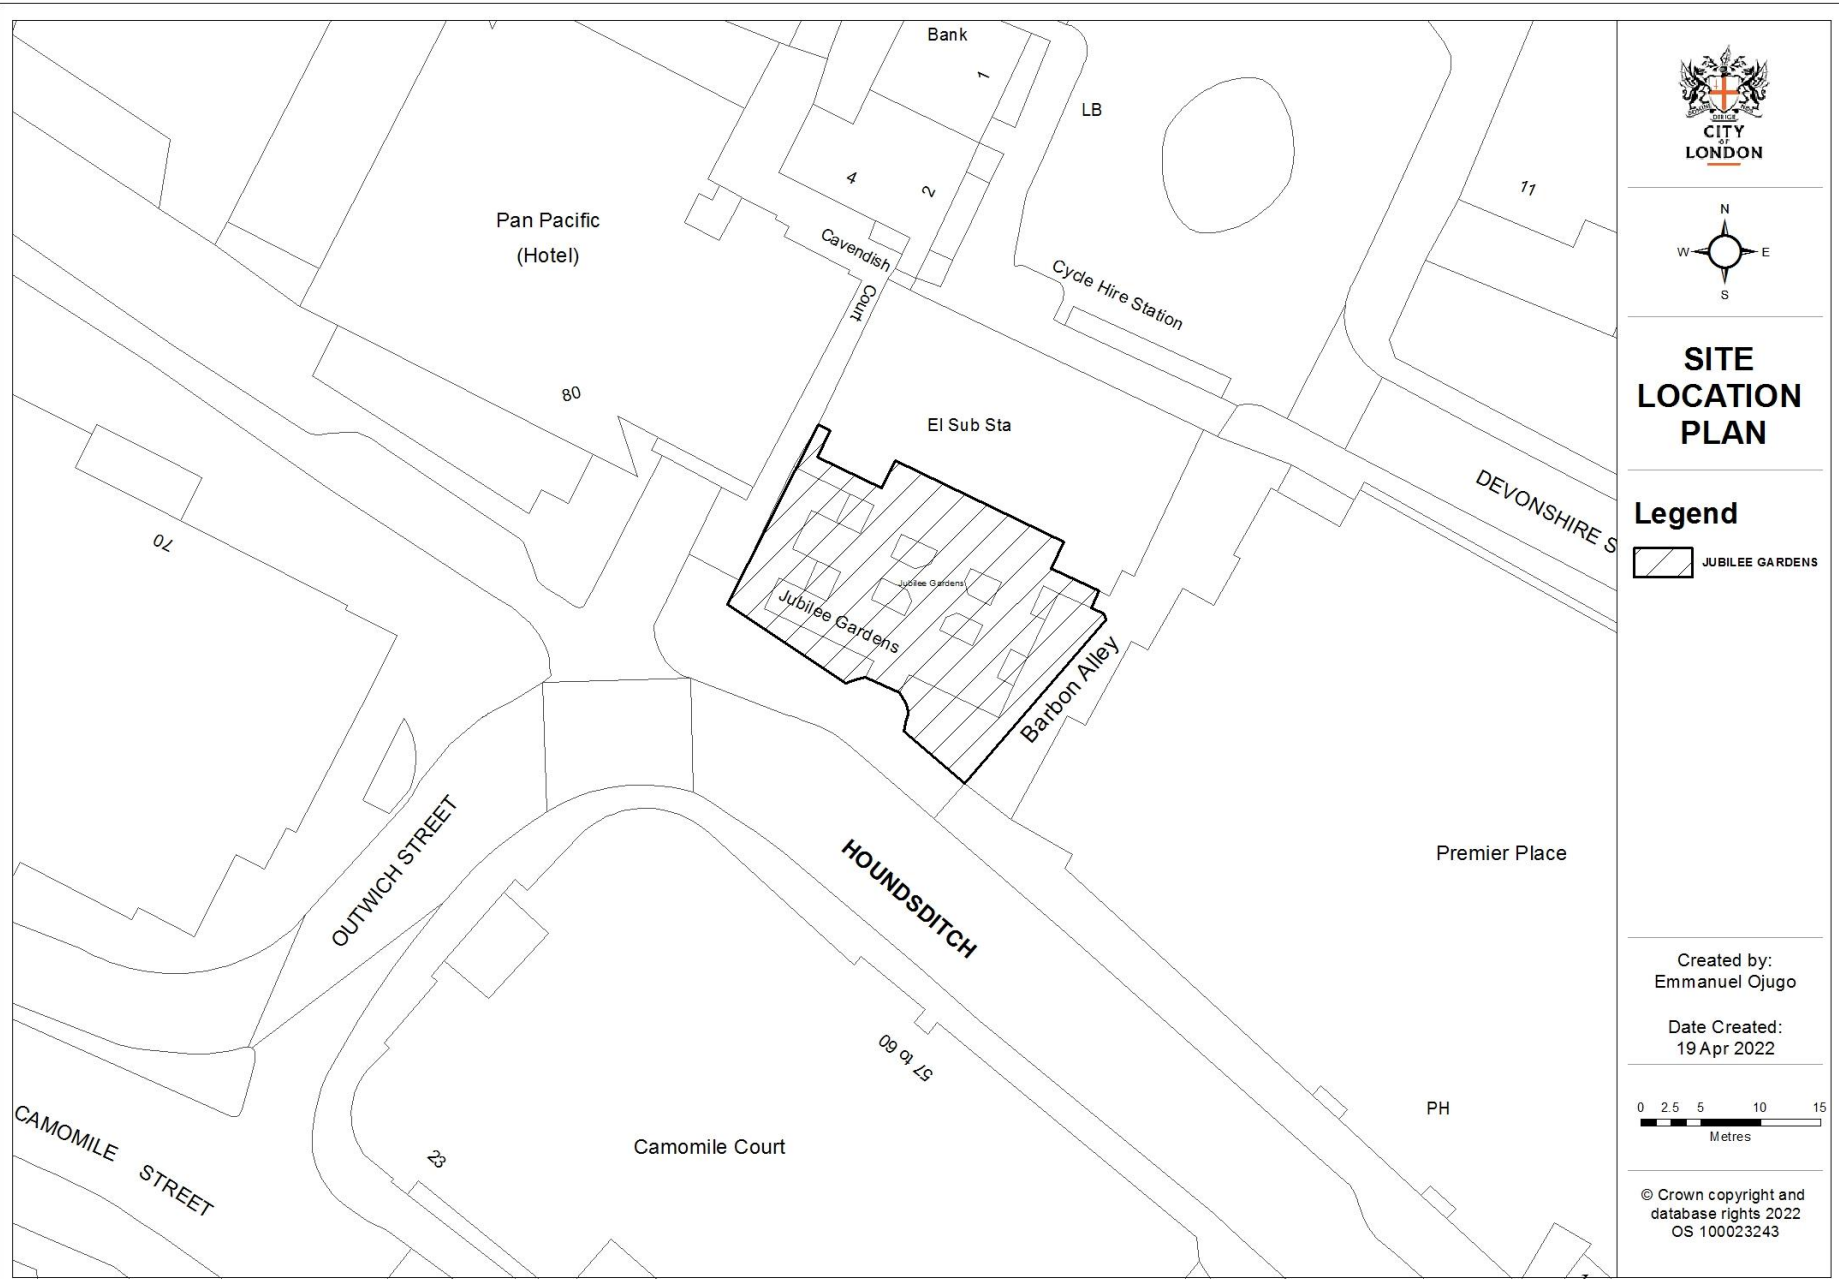 Bank
1
LB
4
2
11
Pan Pacific
(Hotel)
Cavendish
Court
Cycle Hire Station
80
El Sub Sta
DEVONSHIRE S
70
Jubilee Gardens
Jubilee Gardens
Barbon Alley
OUTWICH STREET
HOUNDSDITCH
Premier Place
57 to 60
PH
CAMOMILE STREET
23
Camomile Court
CITY
OF
LONDON
N
W
E
S
SITE
LOCATION
PLAN
Legend
JUBILEE GARDENS
Created by:
Emmanuel Ojugo
Date Created:
19 Apr 2022
0 2.5 5 10 15
Metres
© Crown copyright and
database rights 2022
OS 100023243